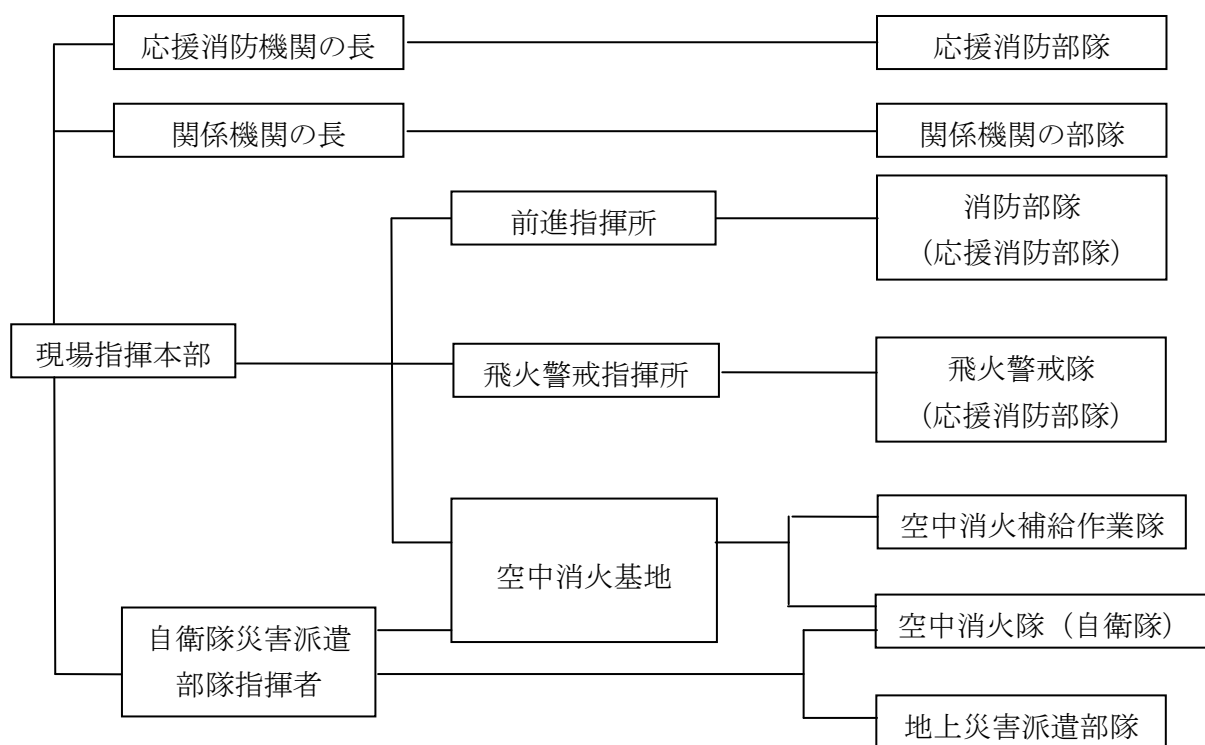 応援消防機関の長
応援消防部隊
関係機関の長
関係機関の部隊
前進指揮所
消防部隊
（応援消防部隊）
現場指揮本部
飛火警戒指揮所
飛火警戒隊
（応援消防部隊）
空中消火基地
空中消火補給作業隊
空中消火隊（自衛隊）
自衛隊災害派遣
部隊指揮者
地上災害派遣部隊